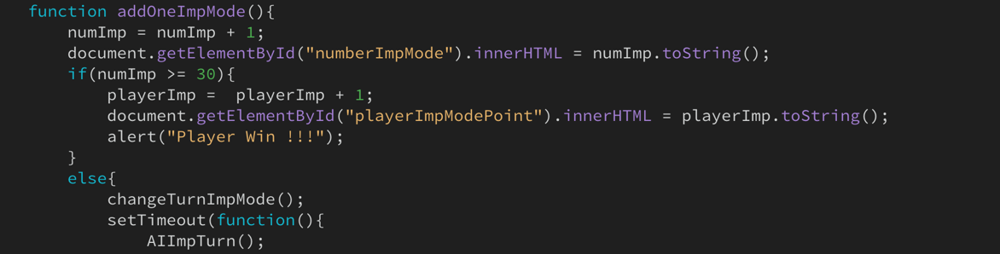 function addOneImpMode(){
    numImp = numImp + 1;
    document.getElementById("numberImpMode").innerHTML = numImp.toString();
    if(numImp >= 30){
        playerImp =  playerImp + 1;
        document.getElementById("playerImpModePoint").innerHTML = playerImp.toString();
        alert("Player Win !!!");
    }
    else{
        changeTurnImpMode();
        setTimeout(function(){
            AIImpTurn();